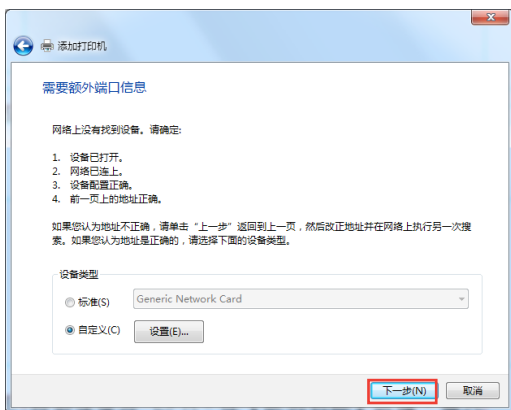 添加打印机
需要额外端口信息
网络上没有找到设备。请确定:
1. 设备已打开。
2. 网络已连上。
3. 设备配置正确。
4. 前一页上的地址正确。
如果您认为地址不正确，请单击“上一步”返回到上一页，然后改正地址并在网络上执行另一次搜
索。如果您认为地址是正确的，请选择下面的设备类型。
设备类型
标准(S) Generic Network Card
自定义(C) 设置(E)...
下一步(N) 取消